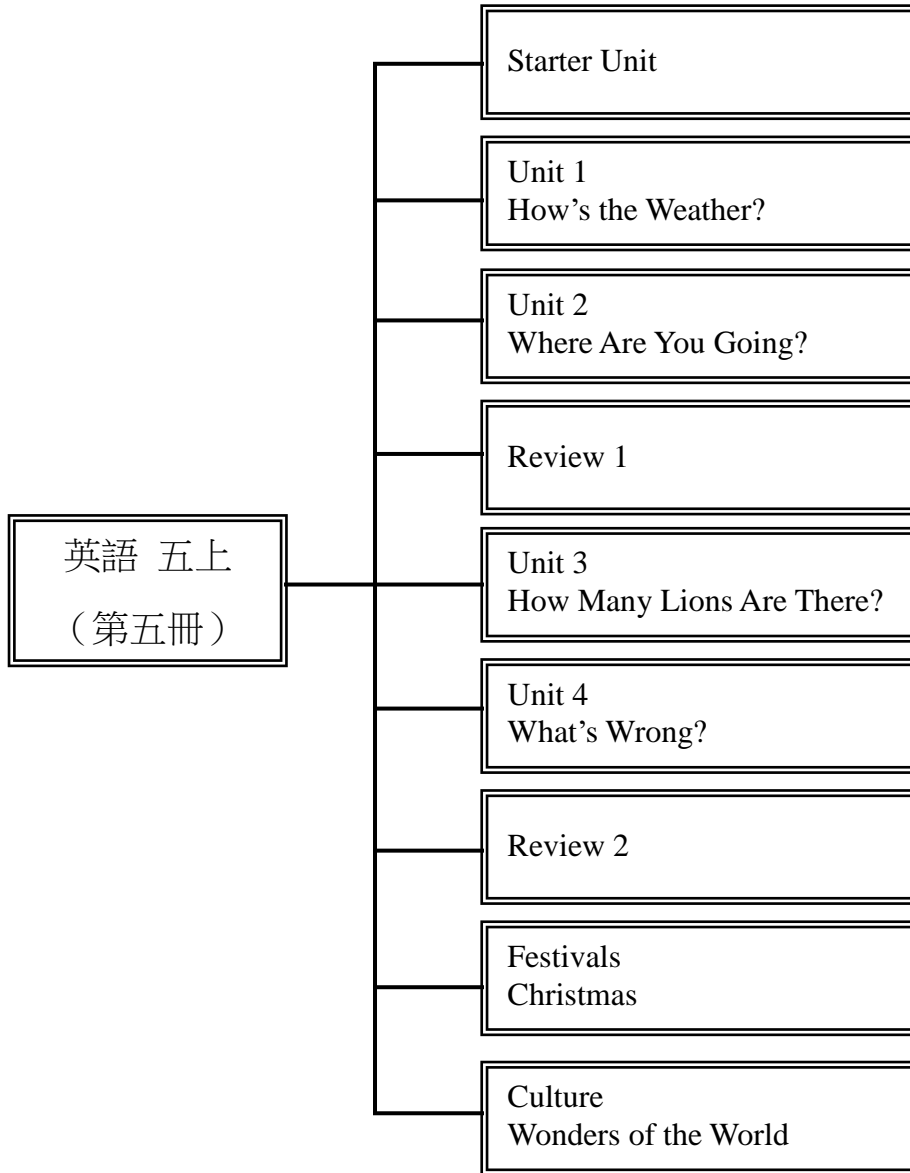 Starter Unit
Unit 1
How’s the Weather?
Unit 2
Where Are You Going?
Review 1
英語 五上
（第五冊）
Unit 3
How Many Lions Are There?
Unit 4
What’s Wrong?
Review 2
Festivals
Christmas
Culture
Wonders of the World